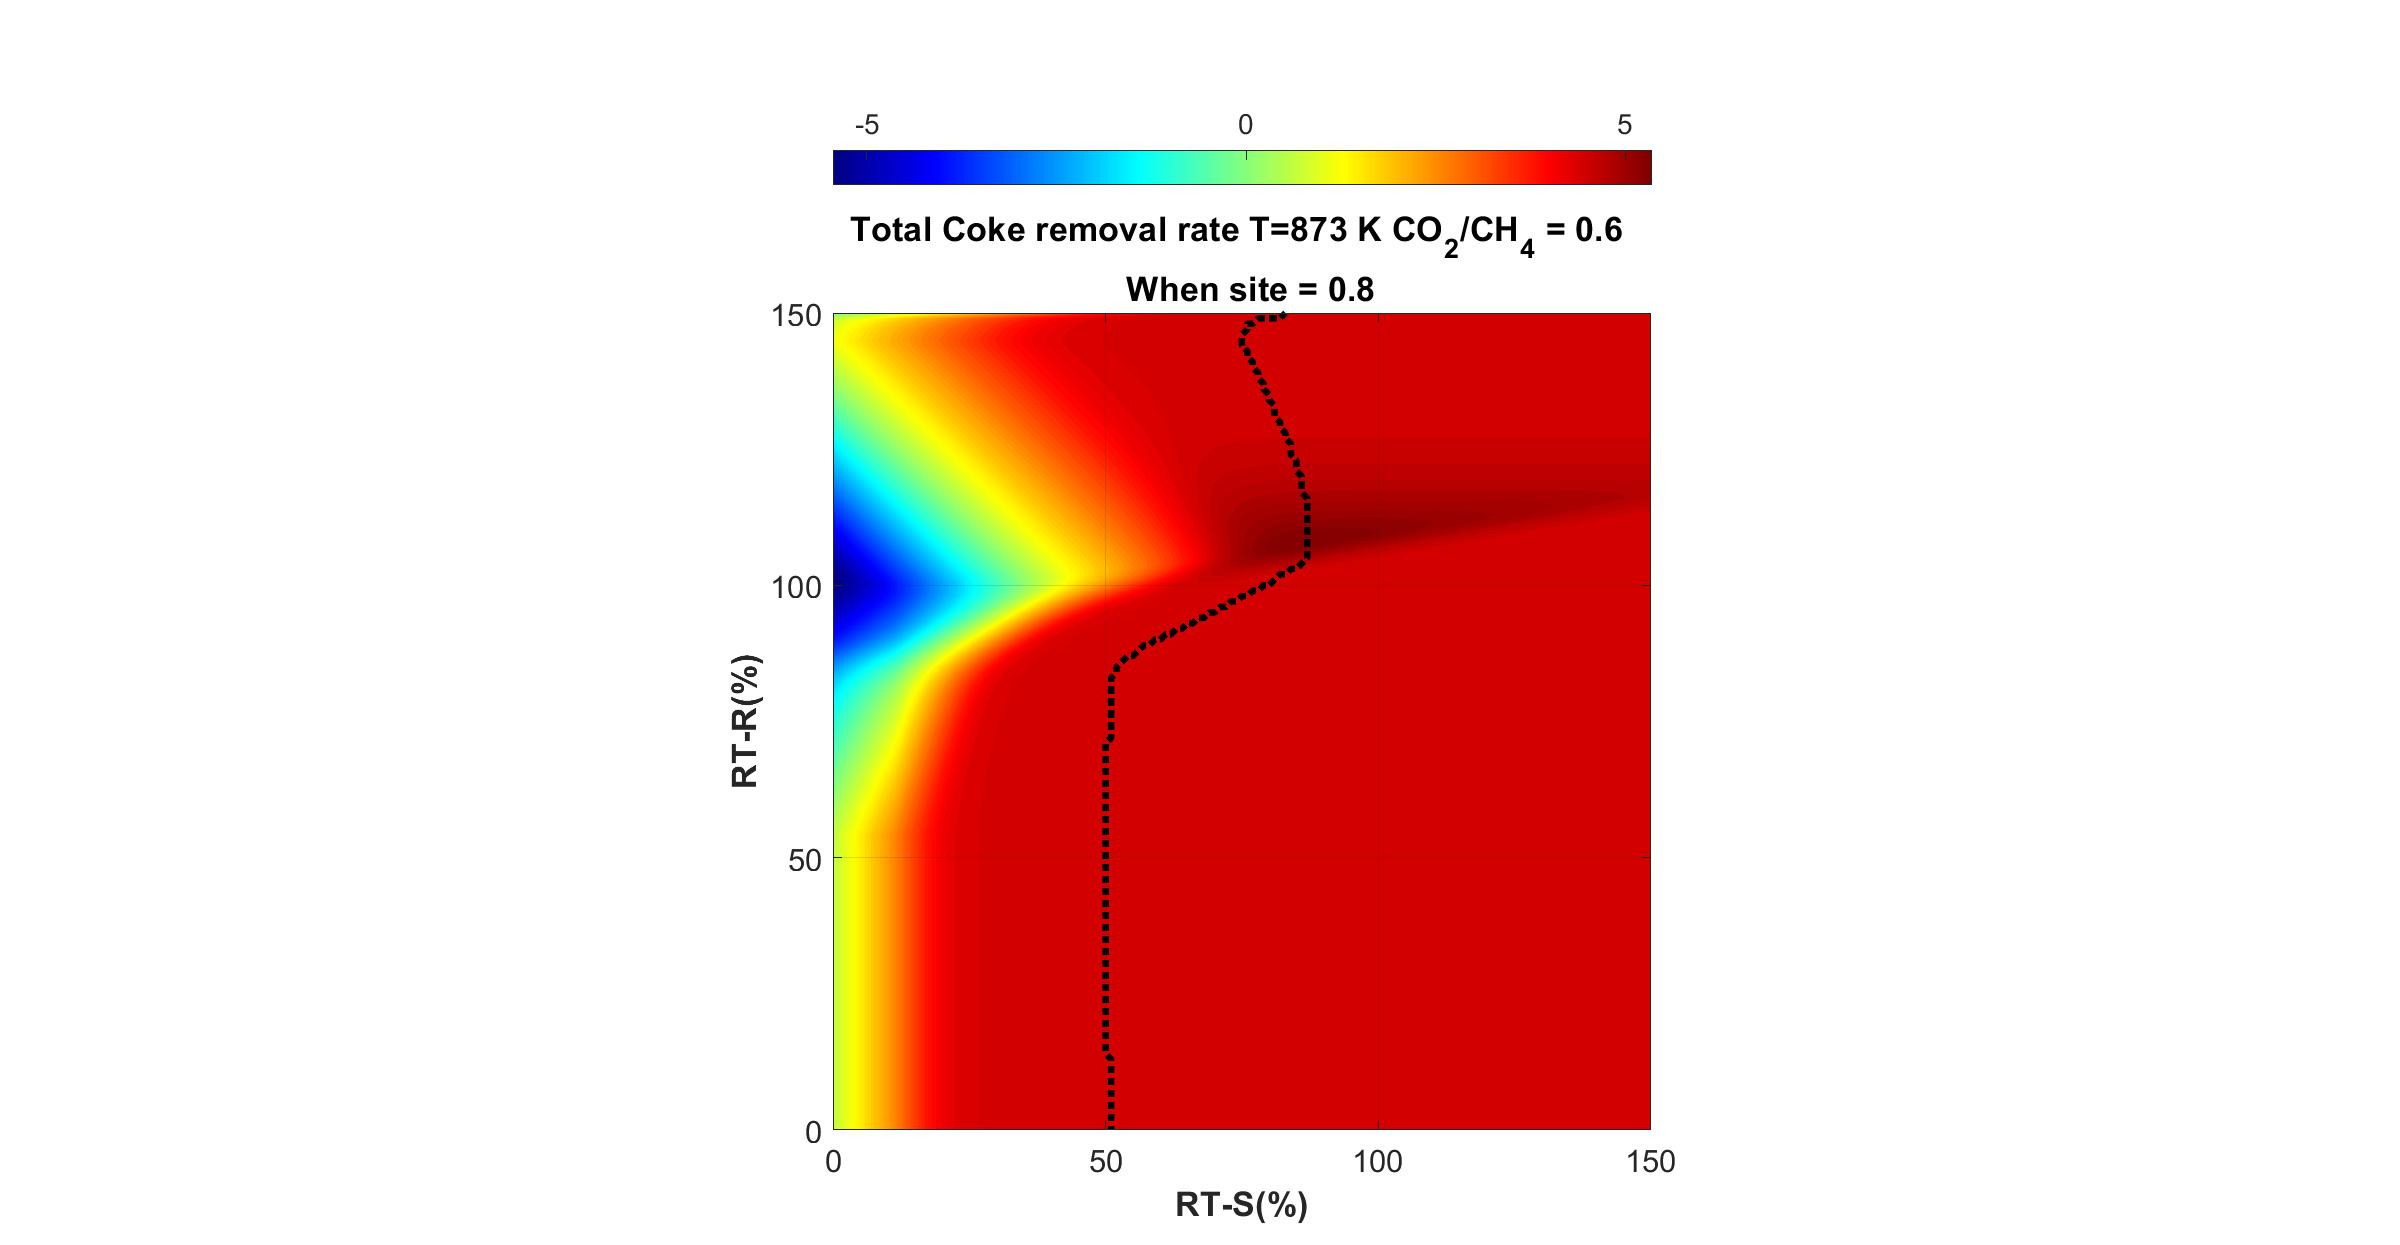 -5 0 5
Total Coke removal rate T=873 K CO₂/CH₄ = 0.6
When site = 0.8
150
100
50
0
RT-R(%)
0 50 100 150
RT-S(%)